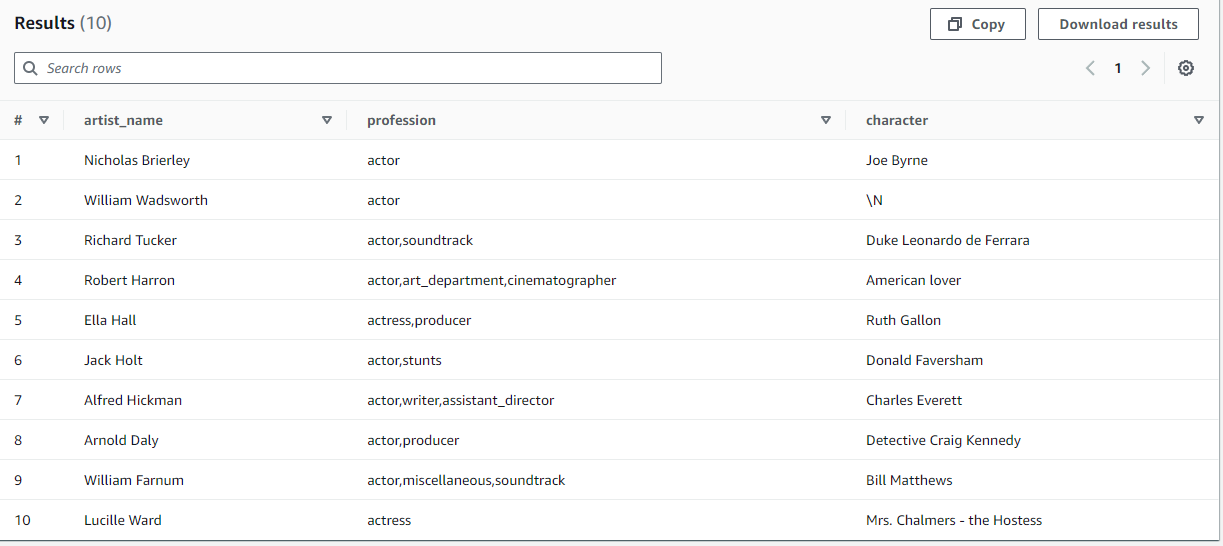 Results (10) Copy Download results
Search rows 1
# artist_name profession character
1 Nicholas Brierley actor Joe Byrne
2 William Wadsworth actor \N
3 Richard Tucker actor,soundtrack Duke Leonardo de Ferrara
4 Robert Harron actor,art_department,cinematographer American lover
5 Ella Hall actress,producer Ruth Gallon
6 Jack Holt actor,stunts Donald Faversham
7 Alfred Hickman actor,writer,assistant_director Charles Everett
8 Arnold Daly actor,producer Detective Craig Kennedy
9 William Farnum actor,miscellaneous,soundtrack Bill Matthews
10 Lucille Ward actress Mrs. Chalmers - the Hostess